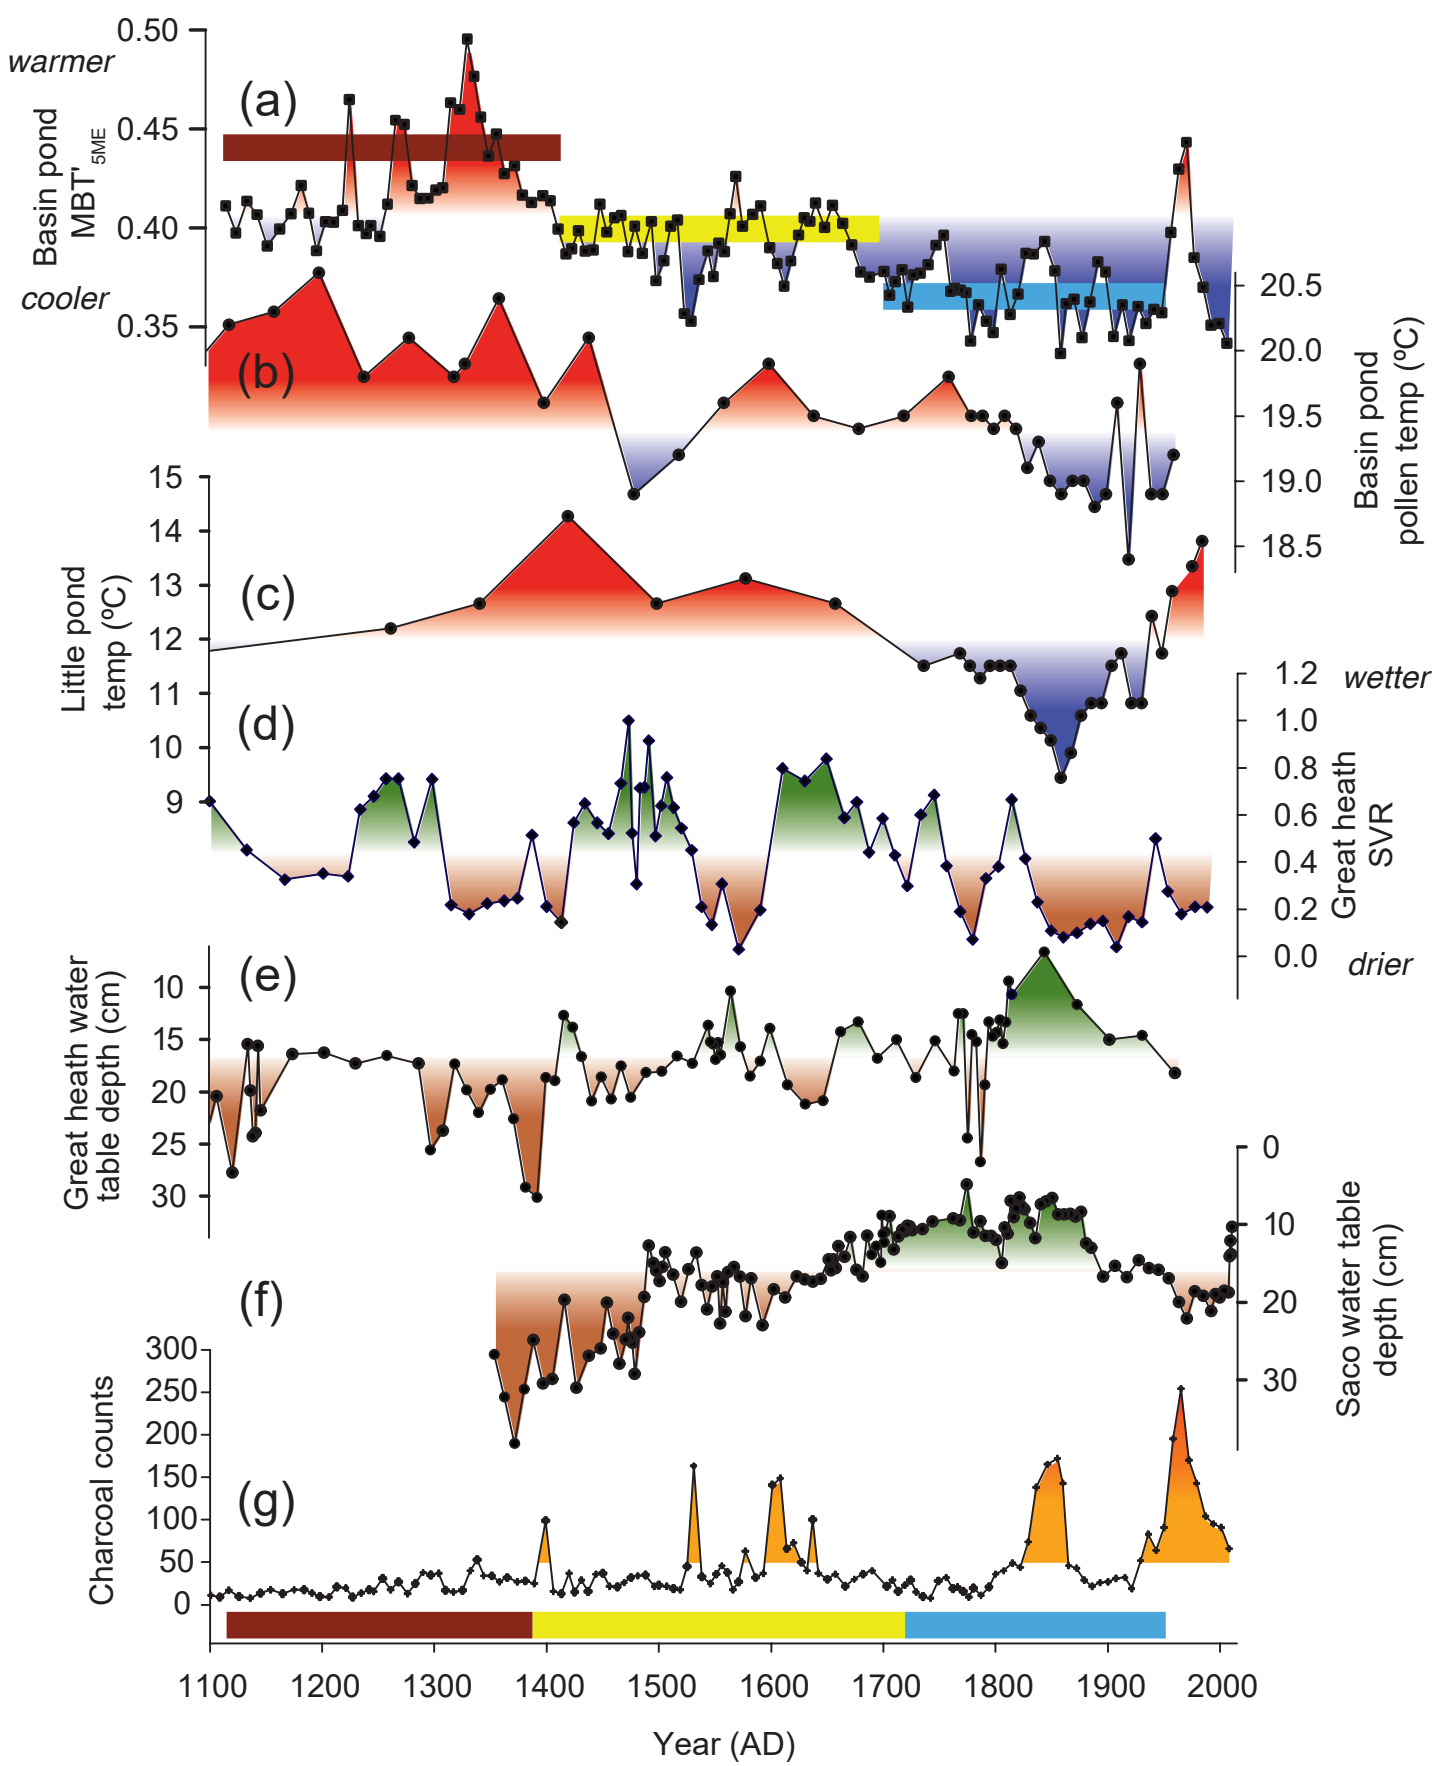 0.50
warmer
(a)
0.45
Basin pond
MBT'5ME
0.40
cooler
0.35
20.5
20.0
19.5
19.0
18.5
Basin pond
pollen temp (ºC)
(b)
15
14
13
12
11
10
9
Little pond
temp (ºC)
(c)
1.2
1.0
0.8
0.6
0.4
0.2
0.0
wetter
Great heath
SVR
drier
(d)
10
15
20
25
30
Great heath water
table depth (cm)
(e)
0
10
20
30
Saco water table
depth (cm)
(f)
300
250
200
150
100
50
0
Charcoal counts
(g)
1100 1200 1300 1400 1500 1600 1700 1800 1900 2000
Year (AD)